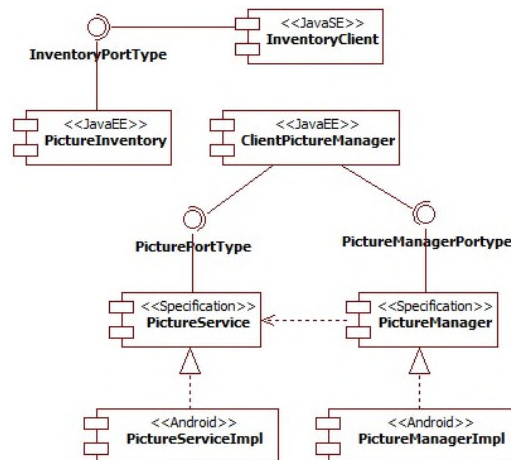 <<JavaSE>>
InventoryClient
InventoryPortType
<<JavaEE>>
PictureInventory
<<JavaEE>>
ClientPictureManager
PicturePortType
PictureManagerPortype
<<Specification>>
PictureService
<<Specification>>
PictureManager
<<Android>>
PictureServiceImpl
<<Android>>
PictureManagerImpl